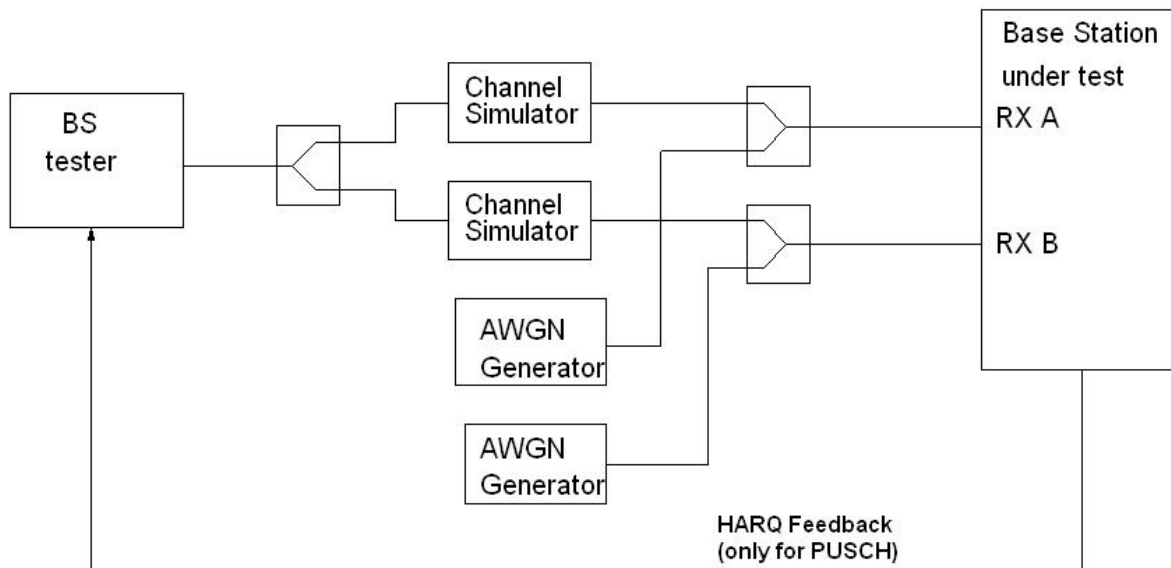 BS
tester
Channel
Simulator
Channel
Simulator
AWGN
Generator
AWGN
Generator
Base Station
under test
RX A
RX B
HARQ Feedback
(only for PUSCH)